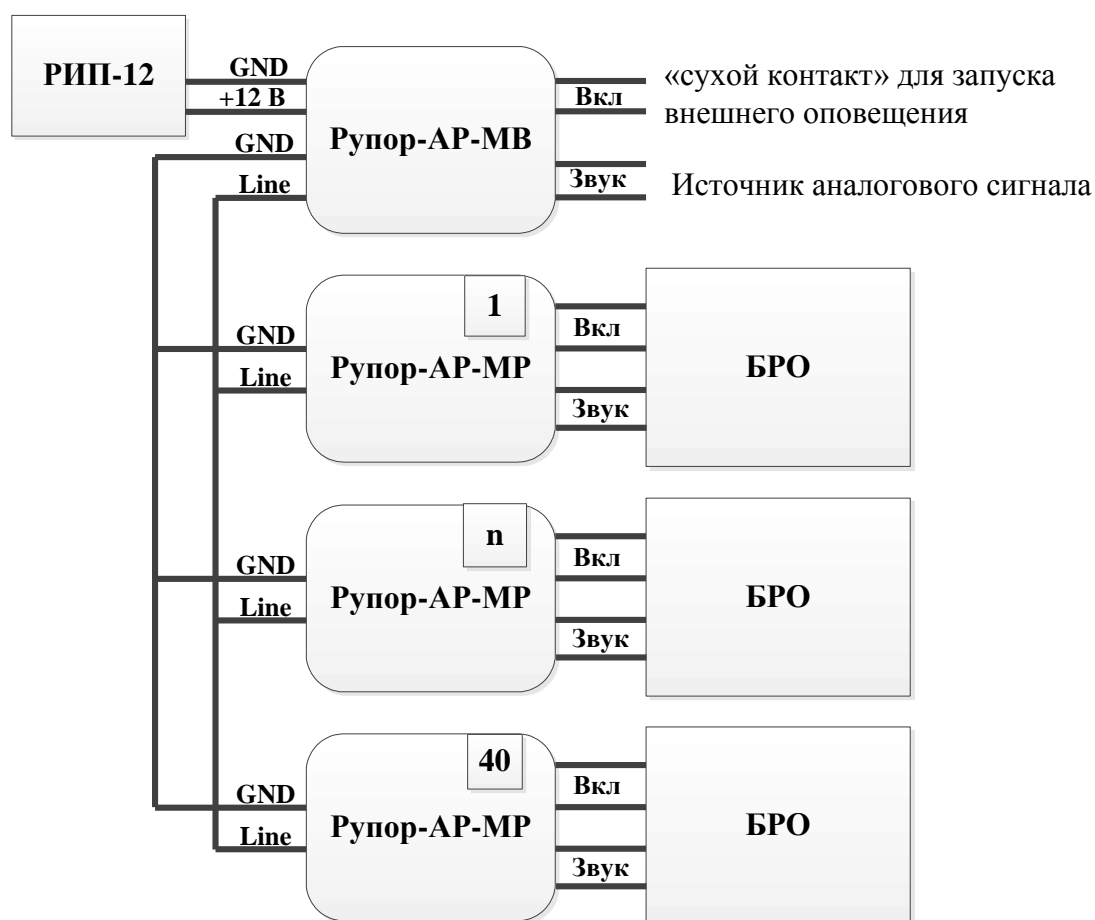 РИП-12
GND
+12 В
GND
Line
Рупор-АР-МВ
Вкл
Звук
«сухой контакт» для запуска
внешнего оповещения
Источник аналогового сигнала
1
GND
Line
Рупор-АР-МР
Вкл
Звук
БРО
n
GND
Line
Рупор-АР-МР
Вкл
Звук
БРО
40
GND
Line
Рупор-АР-МР
Вкл
Звук
БРО